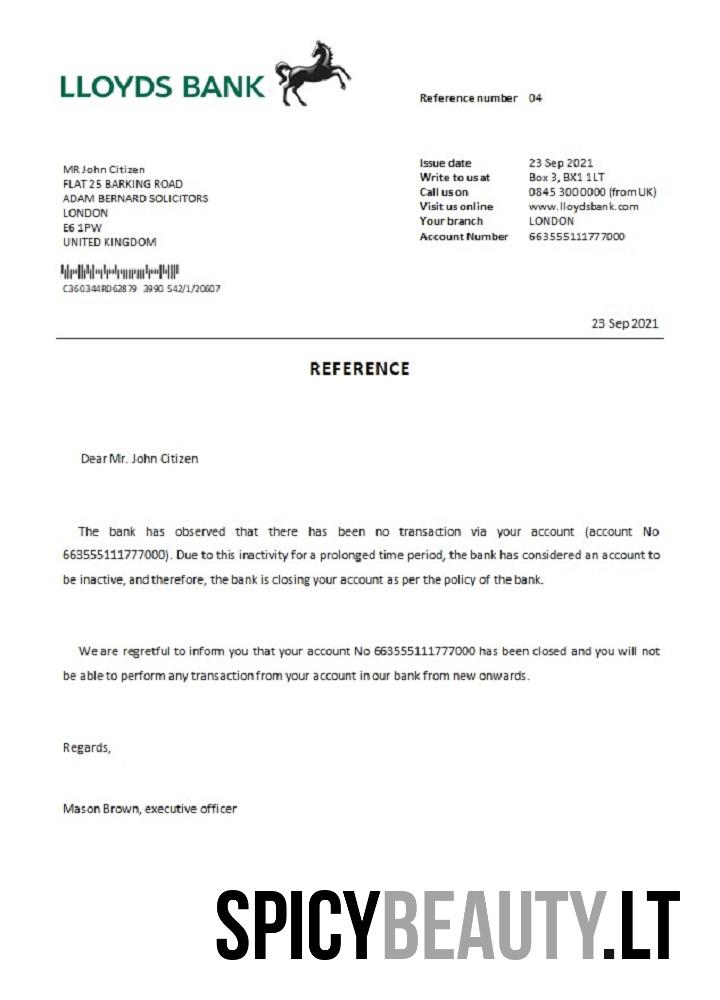 LLOYDS BANK
Reference number 04
MR John Citizen
FLAT 25 BARKING ROAD
ADAM BERNARD SOLICITORS
LONDON
E6 1PW
UNITED KINGDOM
C360344RD62879 3990 542/1/20607
Issue date 23 Sep 2021
Write to us at Box 3, BX1 1LT
Call us on 0845 3000000 (from UK)
Visit us online www.lloydsbank.com
Your branch LONDON
Account Number 663555111777000
23 Sep 2021
REFERENCE
Dear Mr. John Citizen
The bank has observed that there has been no transaction via your account (account No
663555111777000). Due to this inactivity for a prolonged time period, the bank has considered an account to
be inactive, and therefore, the bank is closing your account as per the policy of the bank.
We are regretful to inform you that your account No 663555111777000 has been closed and you will not
be able to perform any transaction from your account in our bank from new onwards.
Regards,
Mason Brown, executive officer
SPICYBEAUTY.LT